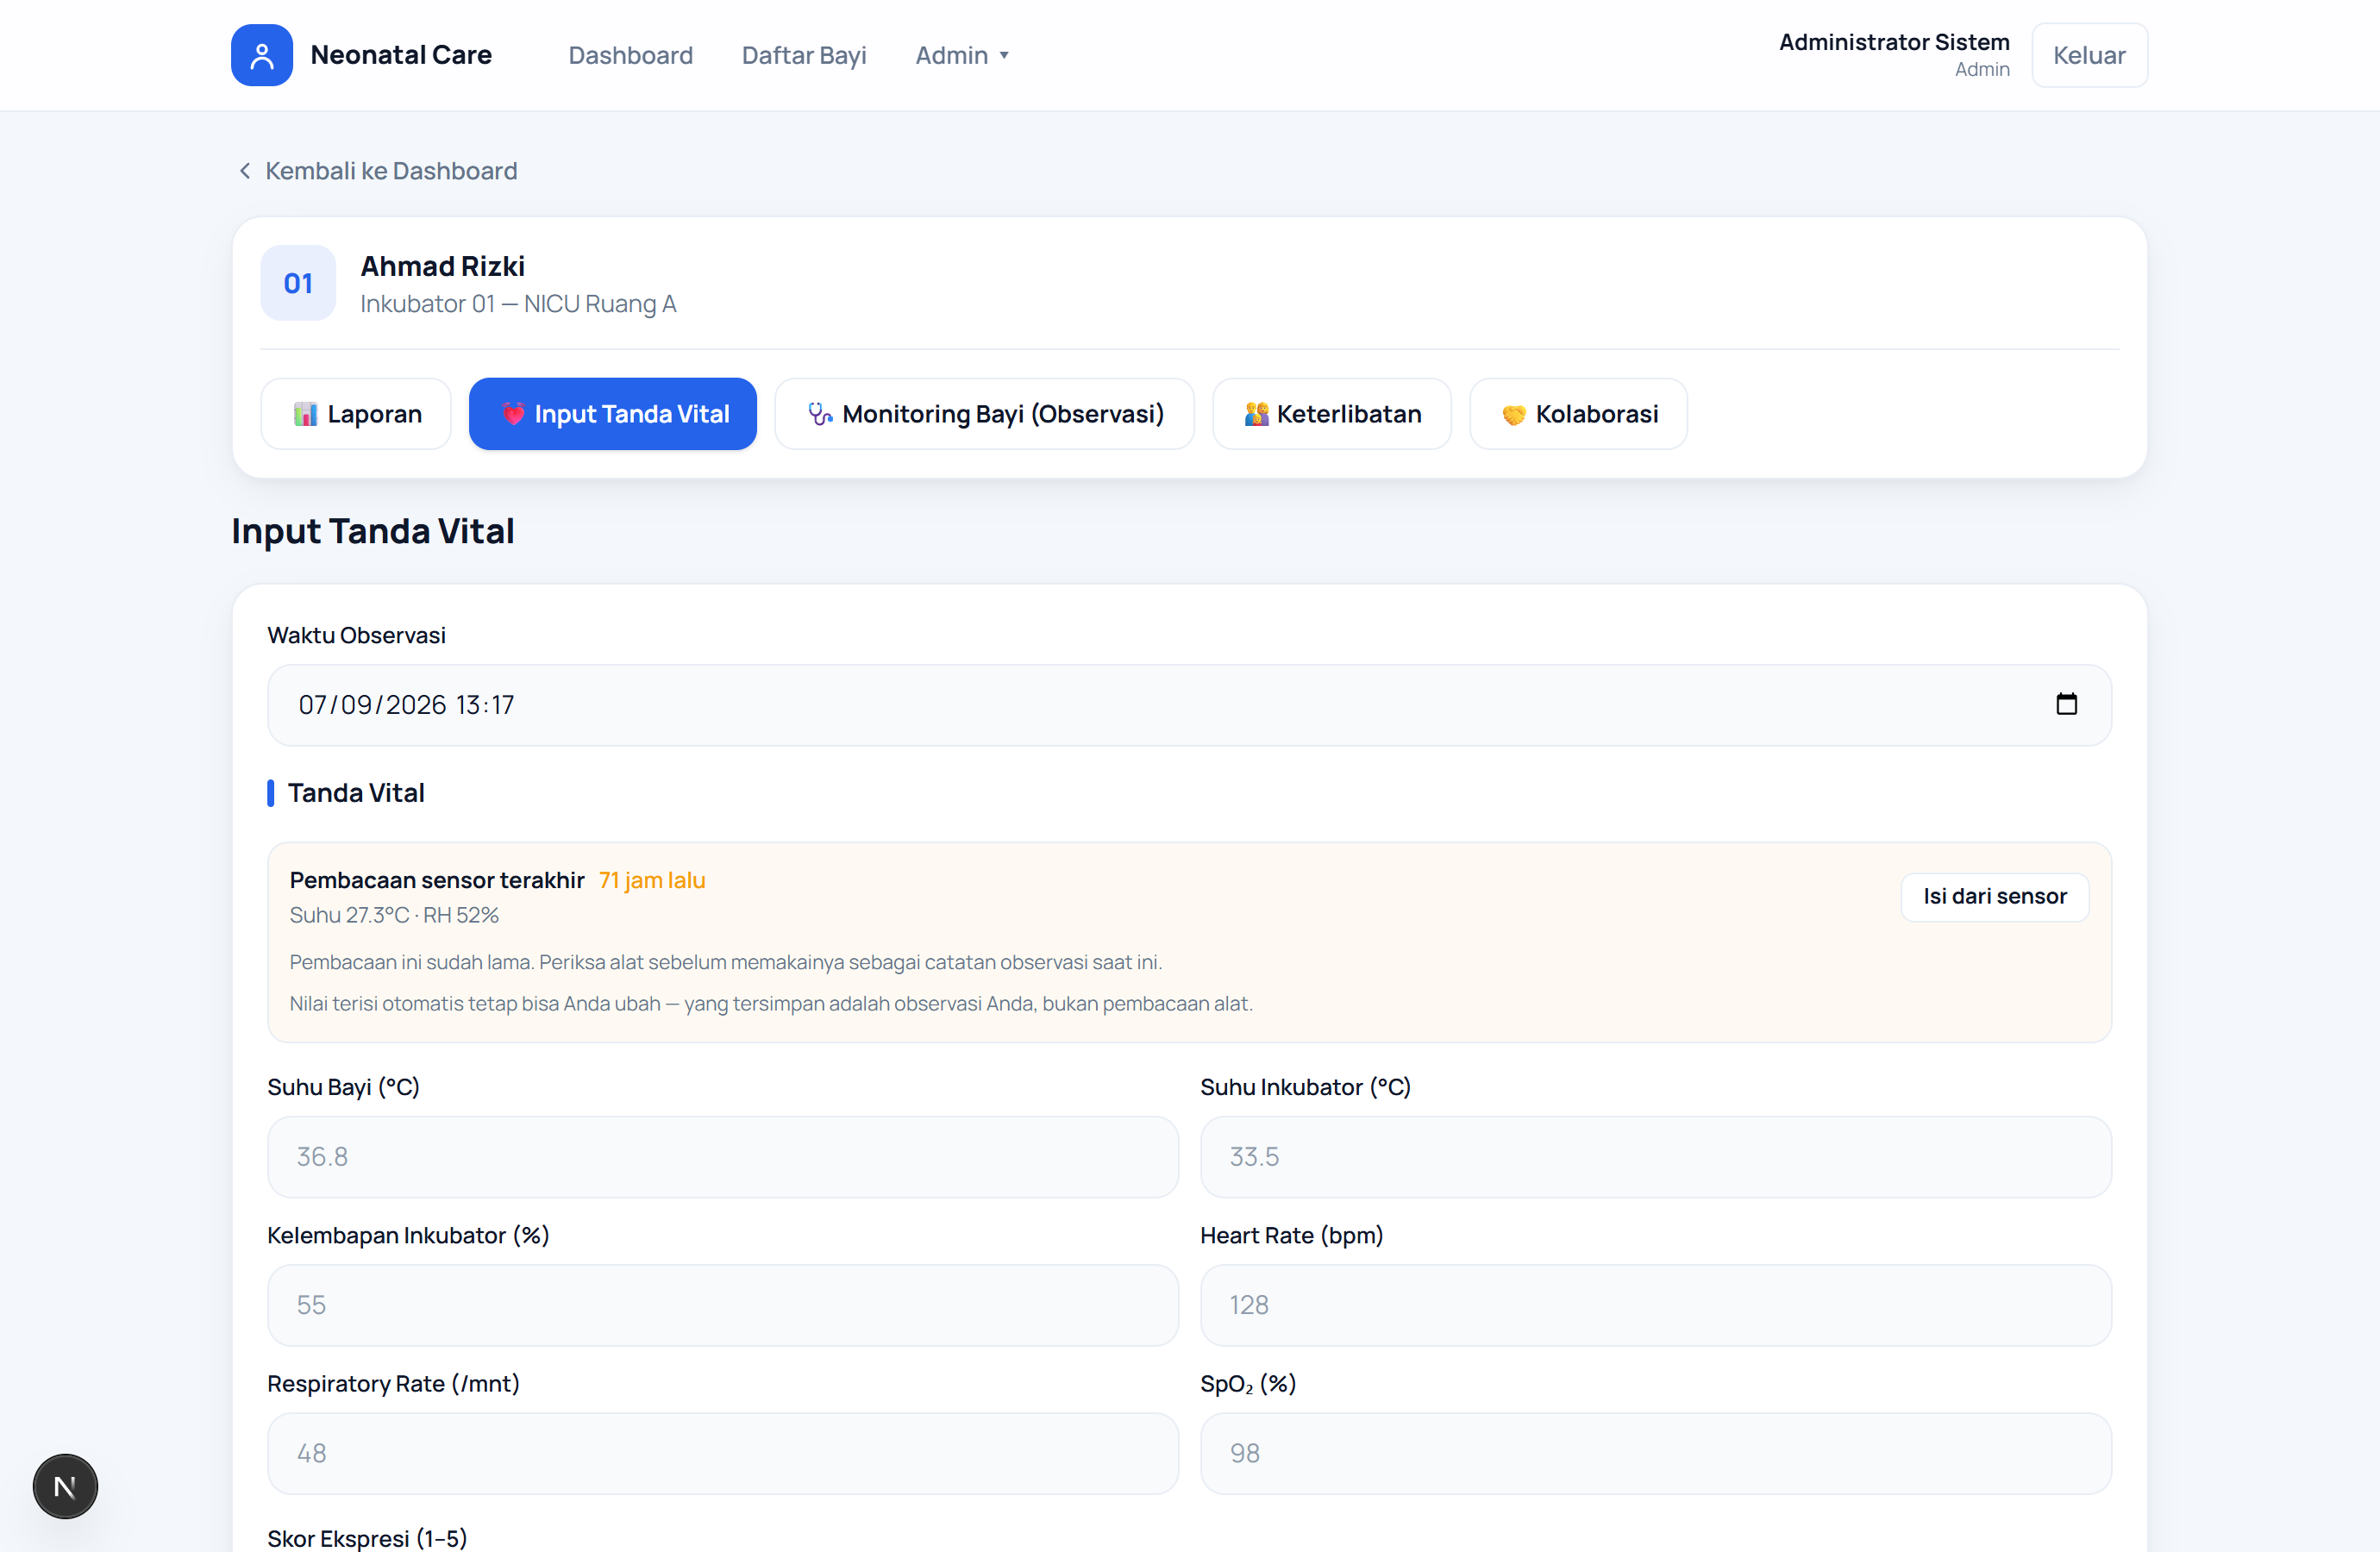 Neonatal Care
Dashboard
Daftar Bayi
Admin
Administrator Sistem
Admin
Keluar
Kembali ke Dashboard
01
Ahmad Rizki
Inkubator 01 — NICU Ruang A
Laporan
Input Tanda Vital
Monitoring Bayi (Observasi)
Keterlibatan
Kolaborasi
Input Tanda Vital
Waktu Observasi
07/09/2026 13:17
Tanda Vital
Pembacaan sensor terakhir 71 jam lalu
Suhu 27.3°C · RH 52%
Isi dari sensor
Pembacaan ini sudah lama. Periksa alat sebelum memakainya sebagai catatan observasi saat ini.
Nilai terisi otomatis tetap bisa Anda ubah — yang tersimpan adalah observasi Anda, bukan pembacaan alat.
Suhu Bayi (°C)
36.8
Suhu Inkubator (°C)
33.5
Kelembapan Inkubator (%)
55
Heart Rate (bpm)
128
Respiratory Rate (/mnt)
48
SpO₂ (%)
98
N
Skor Ekspresi (1–5)